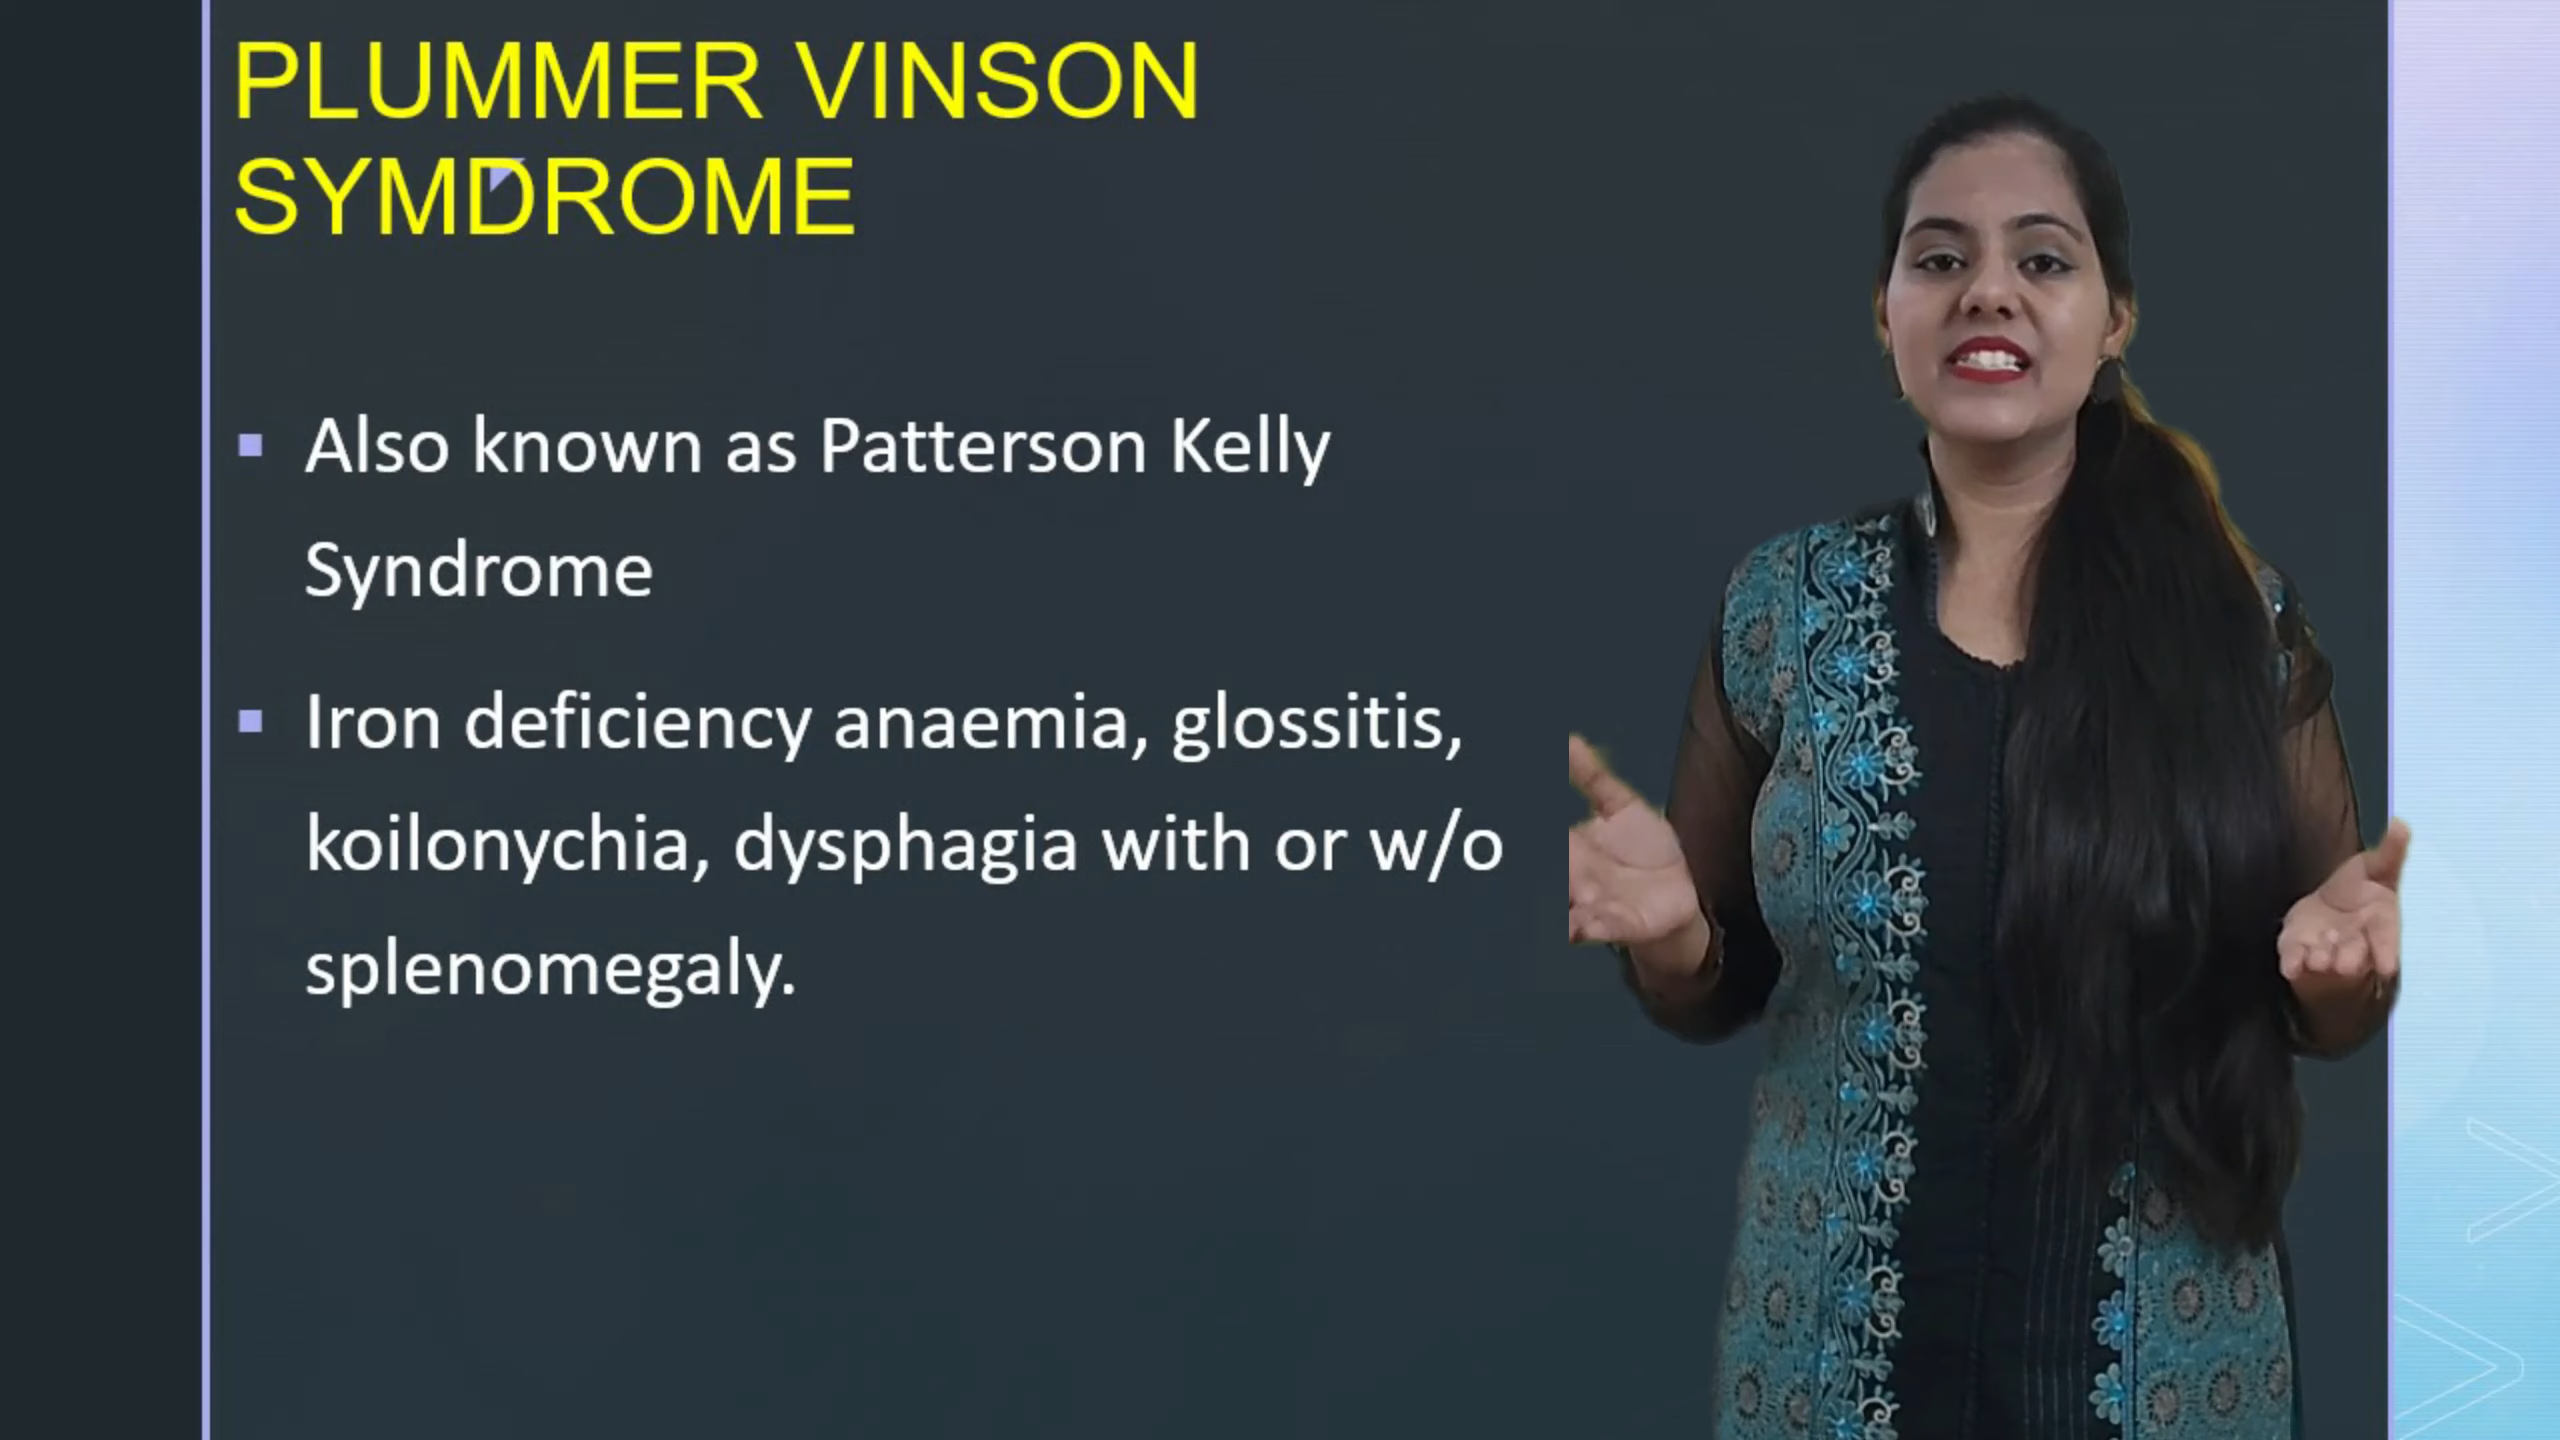 PLUMMER VINSON
SYMDROME
Also known as Patterson Kelly
Syndrome
Iron deficiency anaemia, glossitis,
koilonychia, dysphagia with or w/o
splenomegaly.